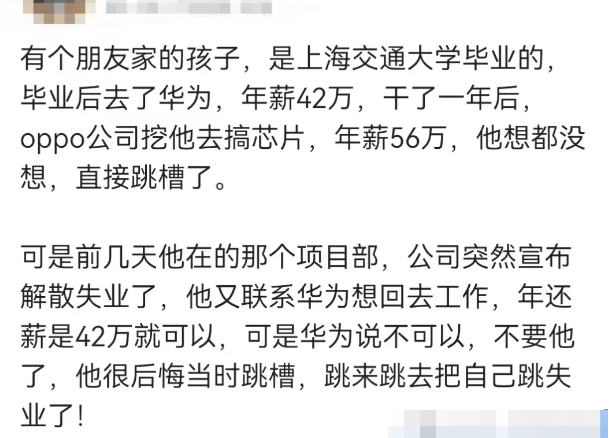 有个朋友家的孩子，是上海交通大学毕业的，
毕业后去了华为，年薪42万，干了一年后，
oppo公司挖他去搞芯片，年薪56万，他想都没
想，直接跳槽了。
可是前几天他在的那个项目部，公司突然宣布
解散失业了，他又联系华为想回去工作，年还
薪是42万就可以，可是华为说不可以，不要他
了，他很后悔当时跳槽，跳来跳去把自己跳失
业了！